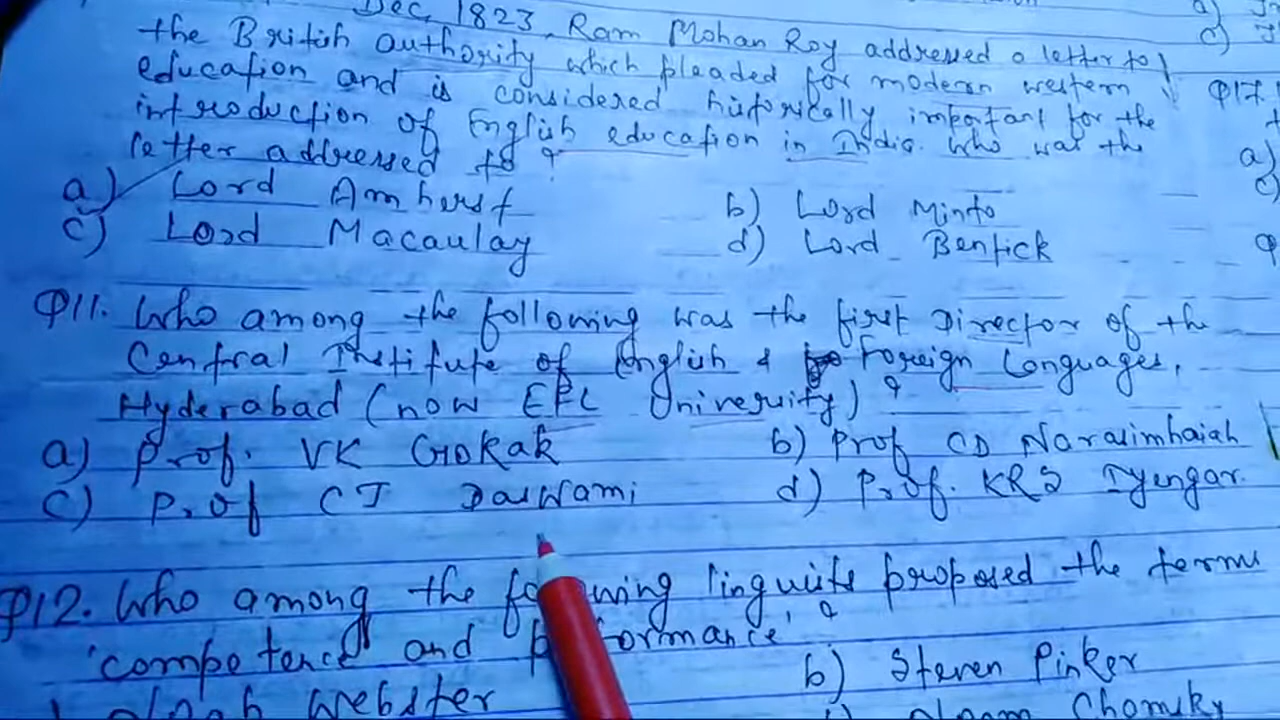 Dec, 1823, Ram Mohan Roy addressed a letter to
the British authority which pleaded for modern western
education and is considered historically important for the
introduction of English education in India. Who was the
letter addressed to?
a) Lord Amherst
b) Lord Minto
c) Lord Macaulay
d) Lord Bentick
Q11. Who among the following was the first Director of the
Central Institute of English & Foreign Languages,
Hyderabad (now EFL University)?
a) Prof. VK Gokak
b) Prof CD Narasimhaiah
c) Prof CJ Daswami
d) Prof. KRS Iyengar.
Q12. Who among the following linguists proposed the terms
'competence and performance'?
b) Steven Pinker
Noah Webster
Noam Chomsky
Q17.
a)
c)